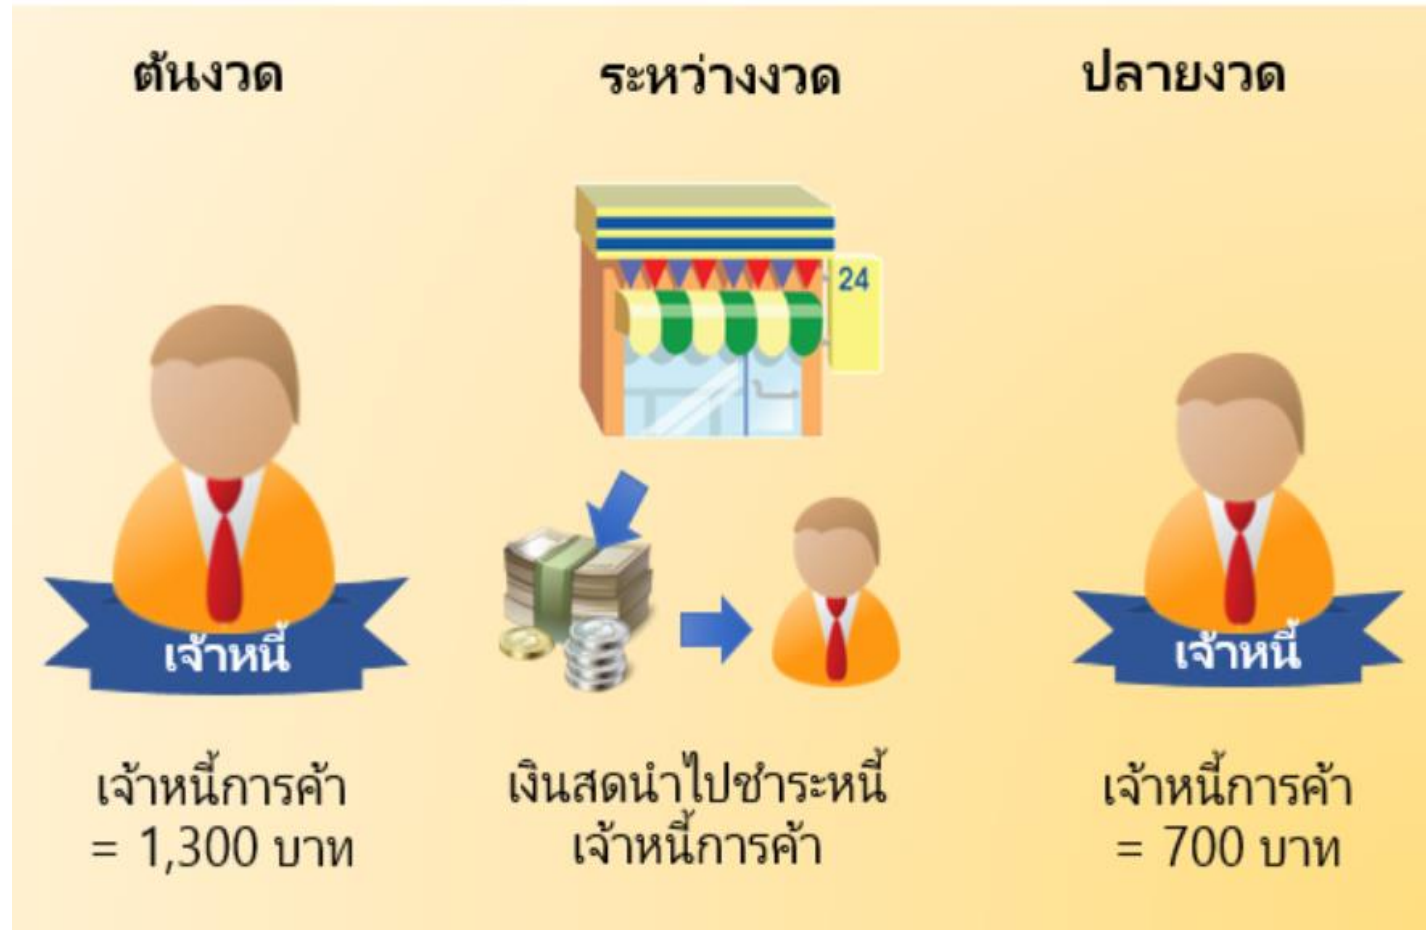 ต้นงวด
ระหว่างงวด
ปลายงวด
24
เจ้าหนี้
เจ้าหนี้
เจ้าหนี้การค้า
= 1,300 บาท
เงินสดนำไปชำระหนี้
เจ้าหนี้การค้า
เจ้าหนี้การค้า
= 700 บาท